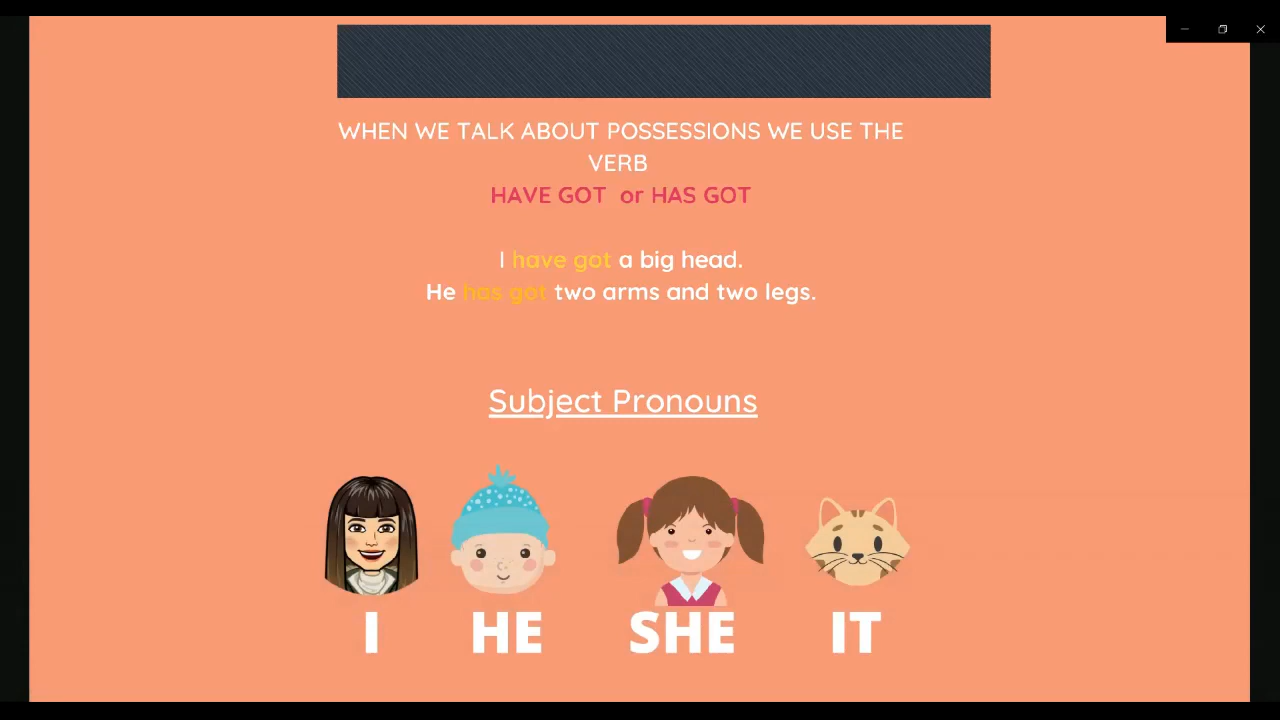 WHEN WE TALK ABOUT POSSESSIONS WE USE THE
VERB
HAVE GOT or HAS GOT
I have got a big head.
He has got two arms and two legs.
Subject Pronouns
I HE SHE IT